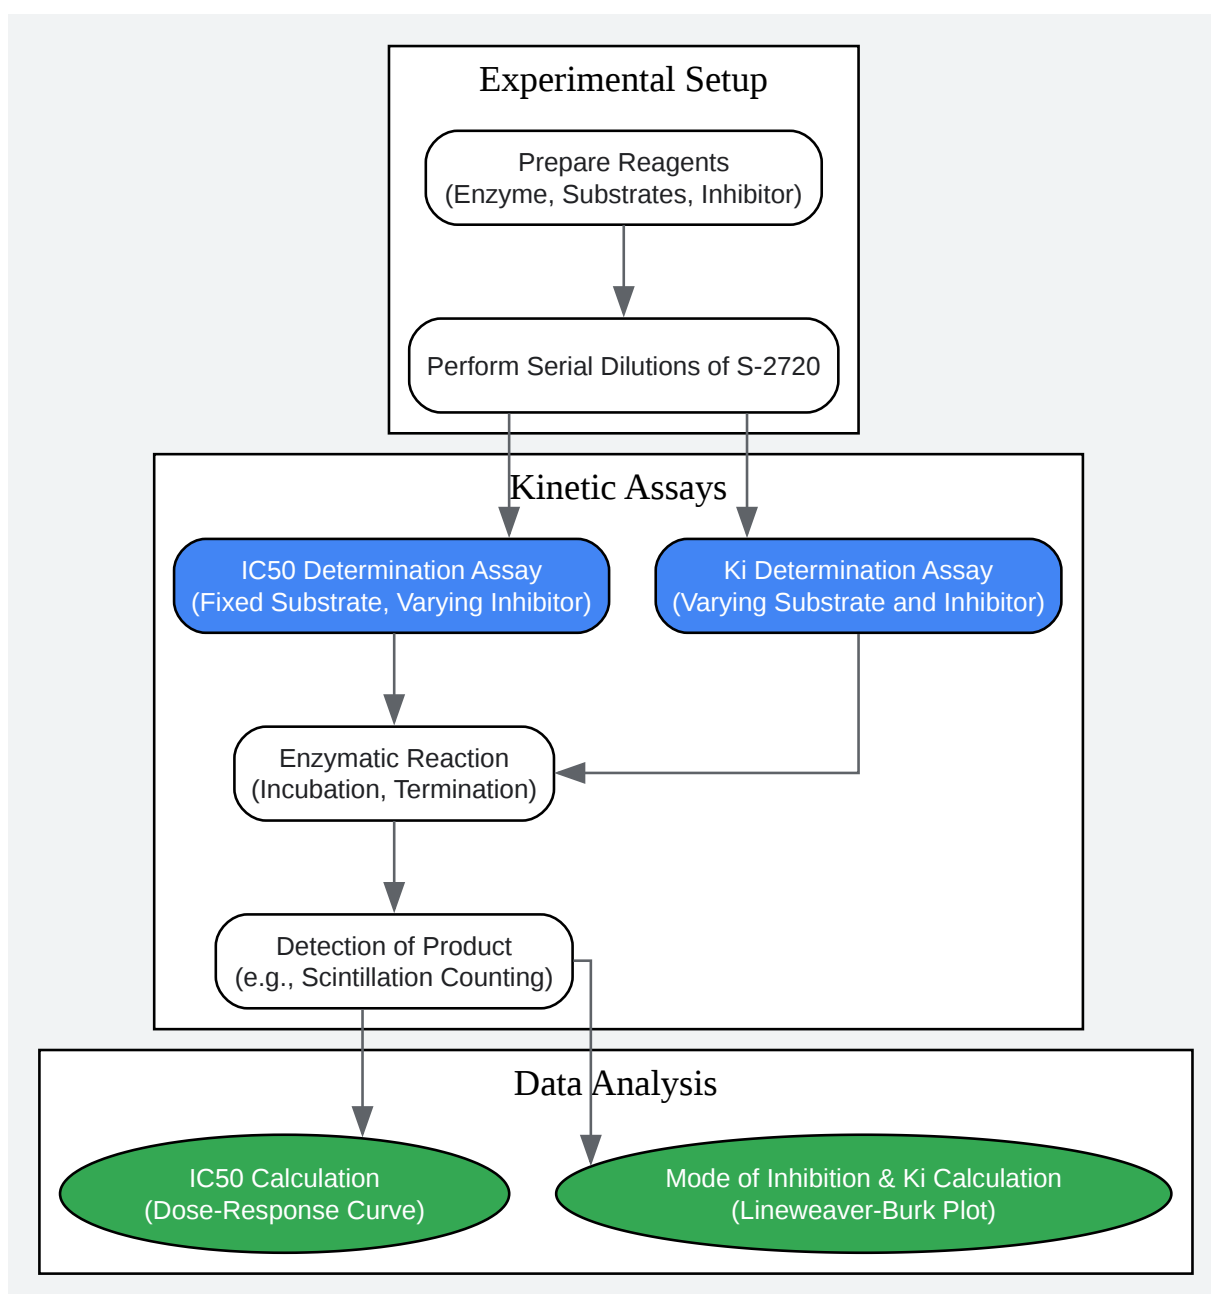 Experimental Setup
Prepare Reagents
(Enzyme, Substrates, Inhibitor)
Perform Serial Dilutions of S-2720
Kinetic Assays
IC50 Determination Assay
(Fixed Substrate, Varying Inhibitor)
Ki Determination Assay
(Varying Substrate and Inhibitor)
Enzymatic Reaction
(Incubation, Termination)
Detection of Product
(e.g., Scintillation Counting)
Data Analysis
IC50 Calculation
(Dose-Response Curve)
Mode of Inhibition & Ki Calculation
(Lineweaver-Burk Plot)